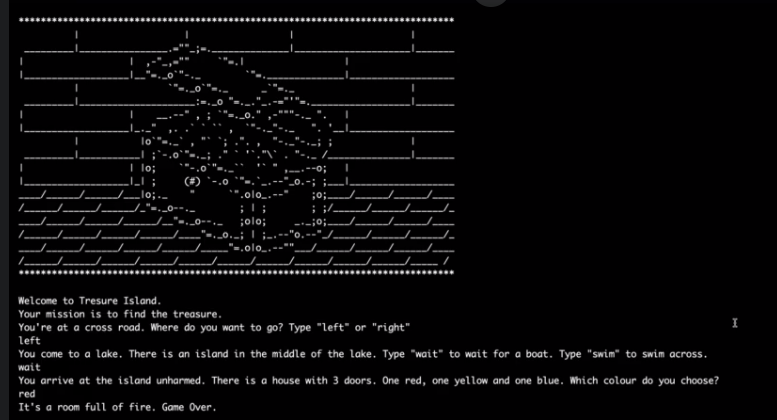 Welcome to Tresure Island.
Your mission is to find the treasure.
You're at a cross road. Where do you want to go? Type "left" or "right"
left
You come to a lake. There is an island in the middle of the lake. Type "wait" to wait for a boat. Type "swim" to swim across.
wait
You arrive at the island unharmed. There is a house with 3 doors. One red, one yellow and one blue. Which colour do you choose?
red
It's a room full of fire. Game Over.